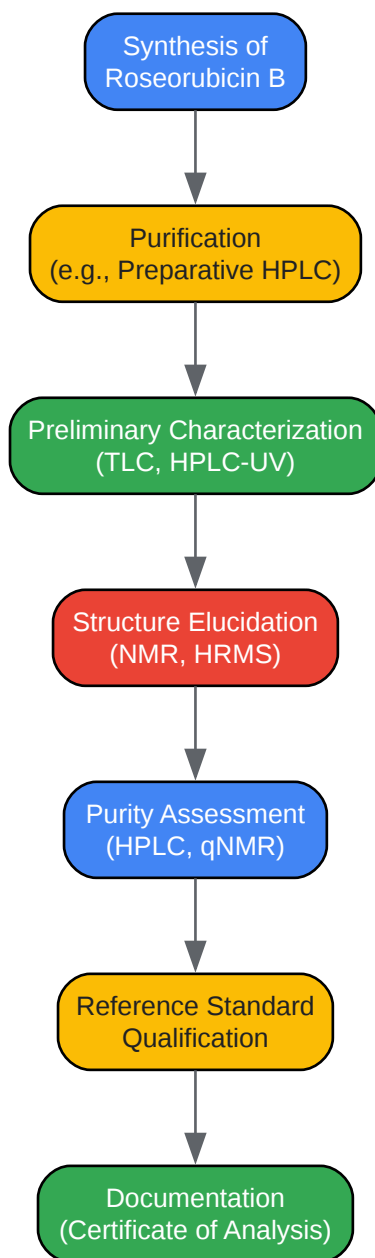 Synthesis of
Roseorubicin B
Purification
(e.g., Preparative HPLC)
Preliminary Characterization
(TLC, HPLC-UV)
Structure Elucidation
(NMR, HRMS)
Purity Assessment
(HPLC, qNMR)
Reference Standard
Qualification
Documentation
(Certificate of Analysis)